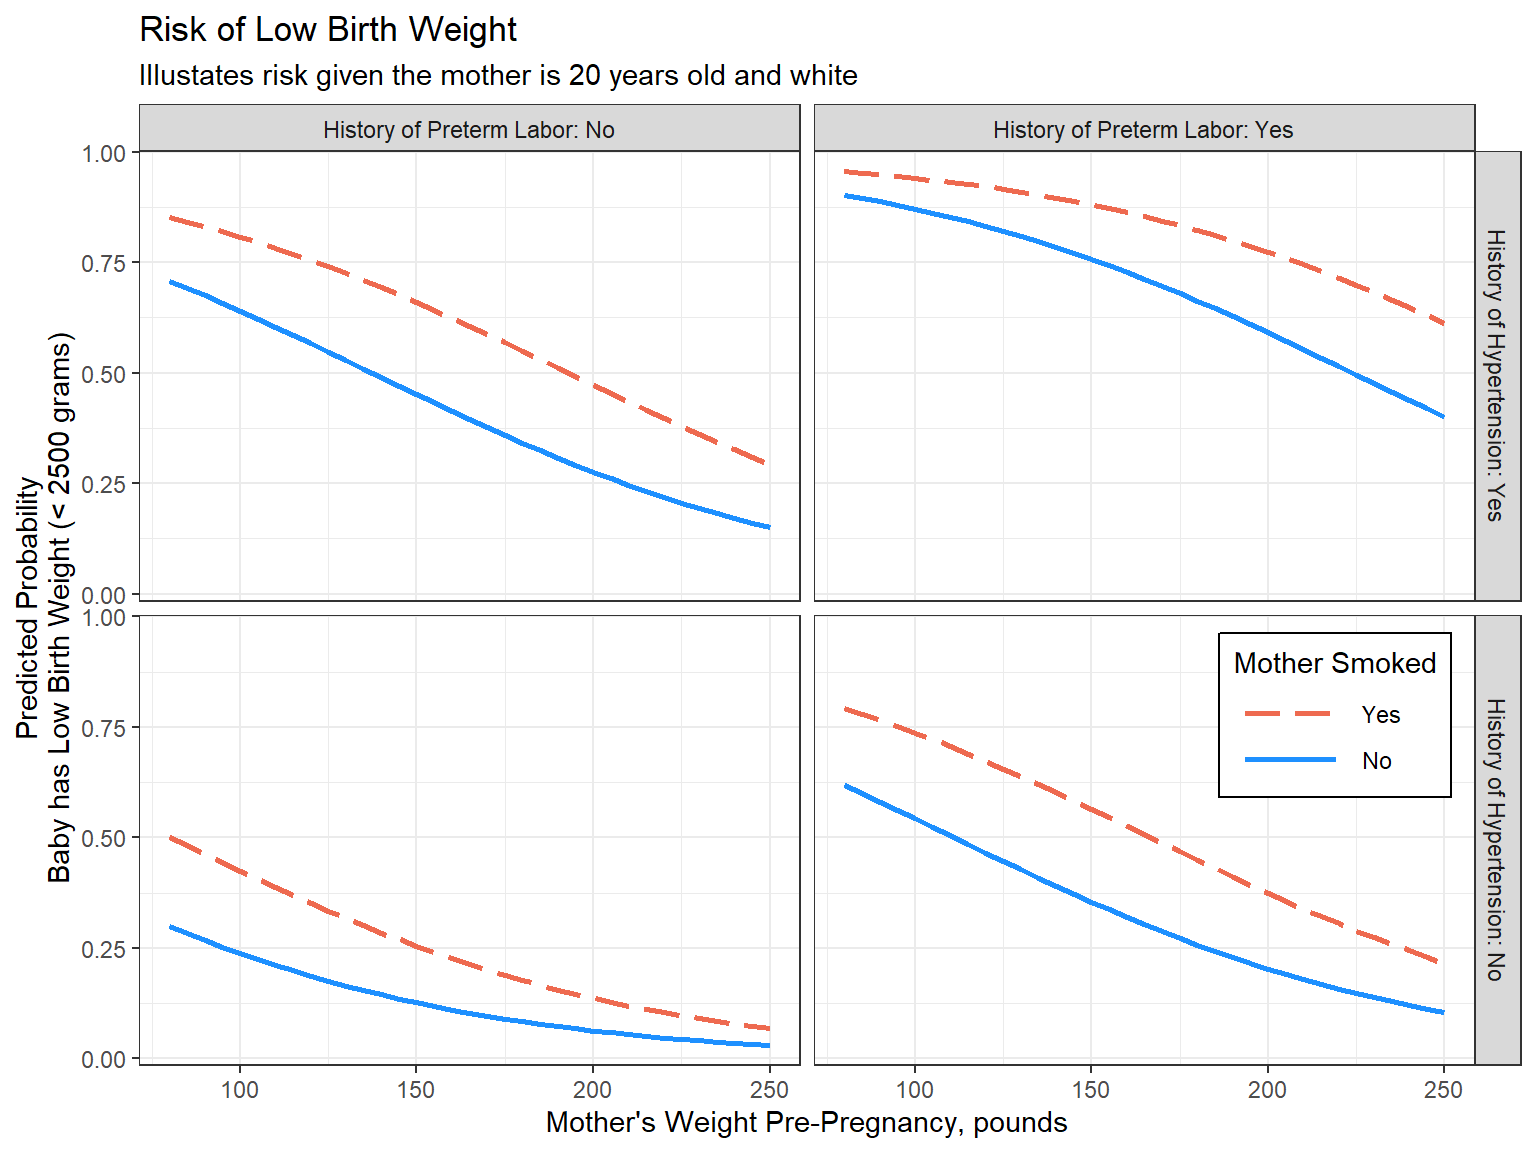 Risk of Low Birth Weight
Illustates risk given the mother is 20 years old and white
History of Preterm Labor: No
History of Preterm Labor: Yes
1.00
0.75
0.50
0.25
0.00
History of Hypertension: Yes
Predicted Probability
Baby has Low Birth Weight (< 2500 grams)
1.00
0.75
0.50
0.25
0.00
Mother Smoked
Yes
No
History of Hypertension: No
100
150
200
250
100
150
200
250
Mother's Weight Pre-Pregnancy, pounds